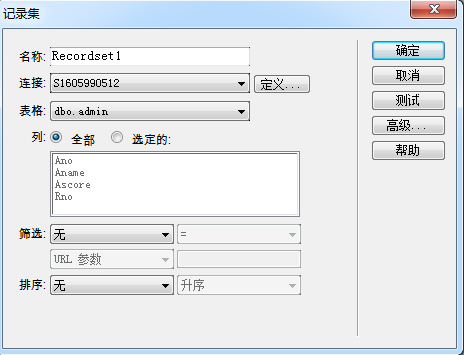 记录集
名称: Recordset1
连接: S1605990512 定义...
表格: dbo.admin
列: 全部 选定的:
Ano
Aname
Ascore
Rno
筛选: 无 =
URL 参数
排序: 无 升序
确定
取消
测试
高级...
帮助